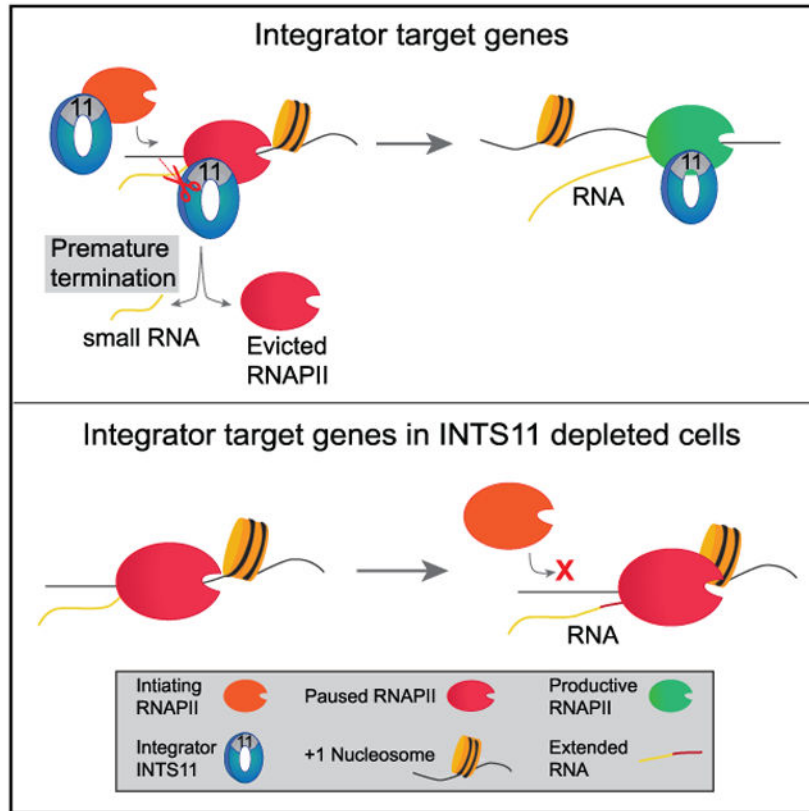 Integrator target genes
11
11
11
RNA
Premature
termination
small RNA
Evicted
RNAPII
Integrator target genes in INTS11 depleted cells
X
RNA
Intiating
RNAPII
Paused RNAPII
Productive
RNAPII
Integrator
INTS11
11
+1 Nucleosome
Extended
RNA